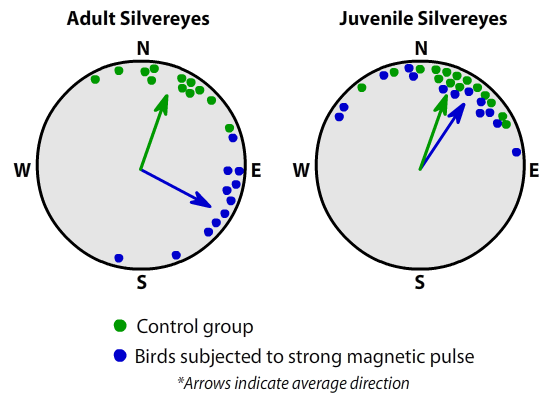 Adult Silvereyes
Juvenile Silvereyes
N
N
W
E
W
E
S
S
Control group
Birds subjected to strong magnetic pulse
*Arrows indicate average direction